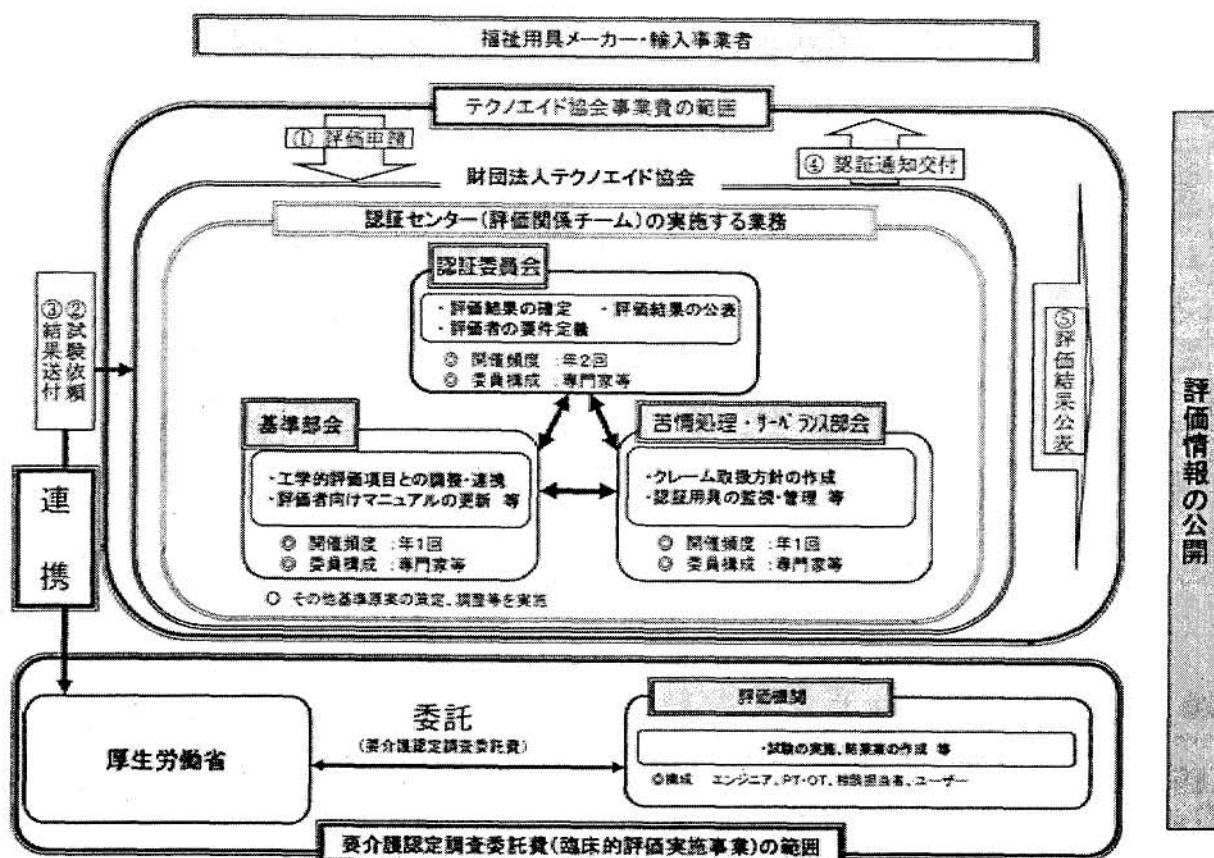 福祉用具メーカー・輸入事業者
テクノエイド協会事業費の範囲
① 評価申請
④ 認証通知交付
財団法人テクノエイド協会
認証センター(評価関係チーム)の実施する業務
認証委員会
・評価結果の確定 ・評価結果の公表
・評価者の要件定義
◎ 開催頻度 :年2回
◎ 委員構成 :専門家等
②試験依頼
③結果送付
⑤評価結果公表
評価情報の公開
基準部会
・工学的評価項目との調整・連携
・評価者向けマニュアルの更新 等
◎ 開催頻度 :年1回
◎ 委員構成 :専門家等
苦情処理・サーベランス部会
・クレーム取扱方針の作成
・認証用具の監視・管理 等
◎ 開催頻度 :年1回
◎ 委員構成 :専門家等
○ その他基準原案の策定、調整等を実施
連携
厚生労働省
委託
(要介護認定調査委託費)
評価機関
・試験の実施、結果案の作成 等
◎構成 エンジニア、PT・OT、相談担当者、ユーザー
要介護認定調査委託費(臨床的評価実施事業)の範囲